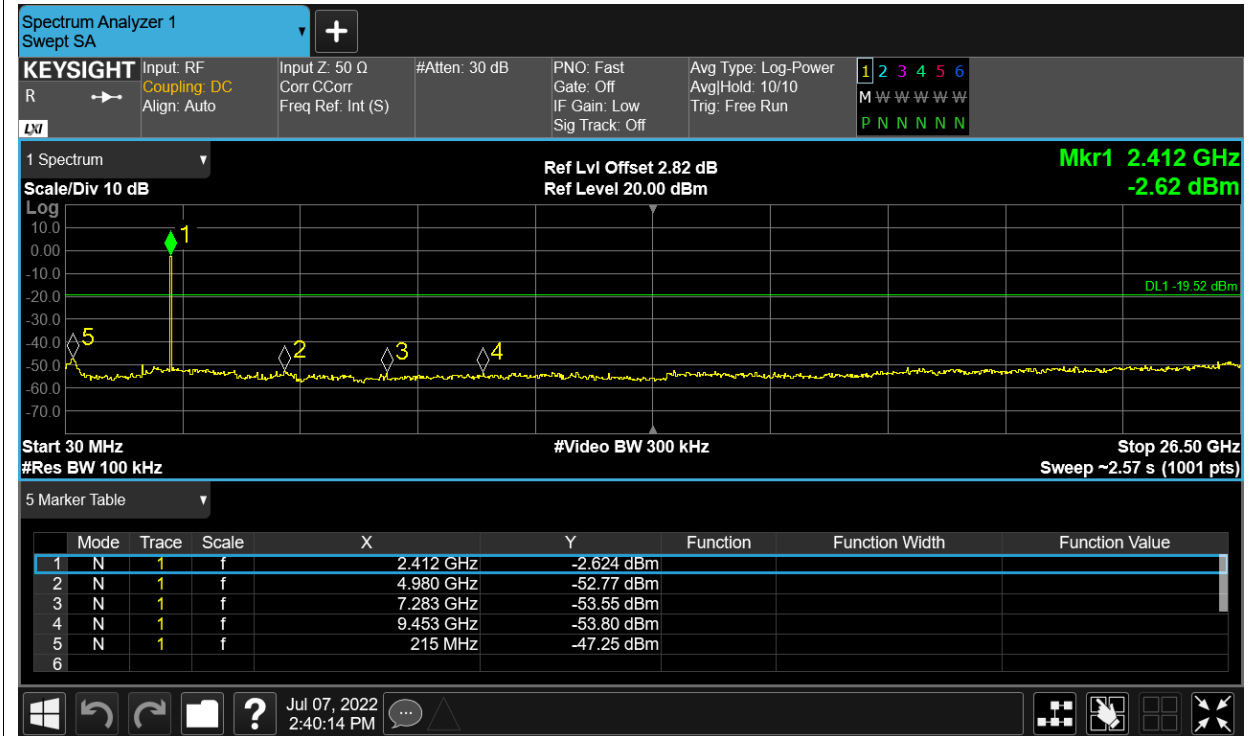 Spectrum Analyzer 1
Swept SA
+
KEYSIGHT Input: RF Input Z: 50 Ω #Atten: 30 dB PNO: Fast Avg Type: Log-Power 1 2 3 4 5 6
R Coupling: DC Corr CCorr Gate: Off Avg|Hold: 10/10 M W W W W W
Align: Auto Freq Ref: Int (S) IF Gain: Low Trig: Free Run
LXI Sig Track: Off P N N N N N
1 Spectrum Ref Lvl Offset 2.82 dB Mkr1 2.412 GHz
Scale/Div 10 dB Ref Level 20.00 dBm -2.62 dBm
Log
10.0 1
0.00
-10.0
DL1 -19.52 dBm
-20.0
-30.0
-40.0 5 2 3 4
-50.0
-60.0
-70.0
Start 30 MHz #Video BW 300 kHz Stop 26.50 GHz
#Res BW 100 kHz Sweep ~2.57 s (1001 pts)
5 Marker Table
Mode Trace Scale X Y Function Function Width Function Value
1 N 1 f 2.412 GHz -2.624 dBm
2 N 1 f 4.980 GHz -52.77 dBm
3 N 1 f 7.283 GHz -53.55 dBm
4 N 1 f 9.453 GHz -53.80 dBm
5 N 1 f 215 MHz -47.25 dBm
6
? Jul 07, 2022
2:40:14 PM